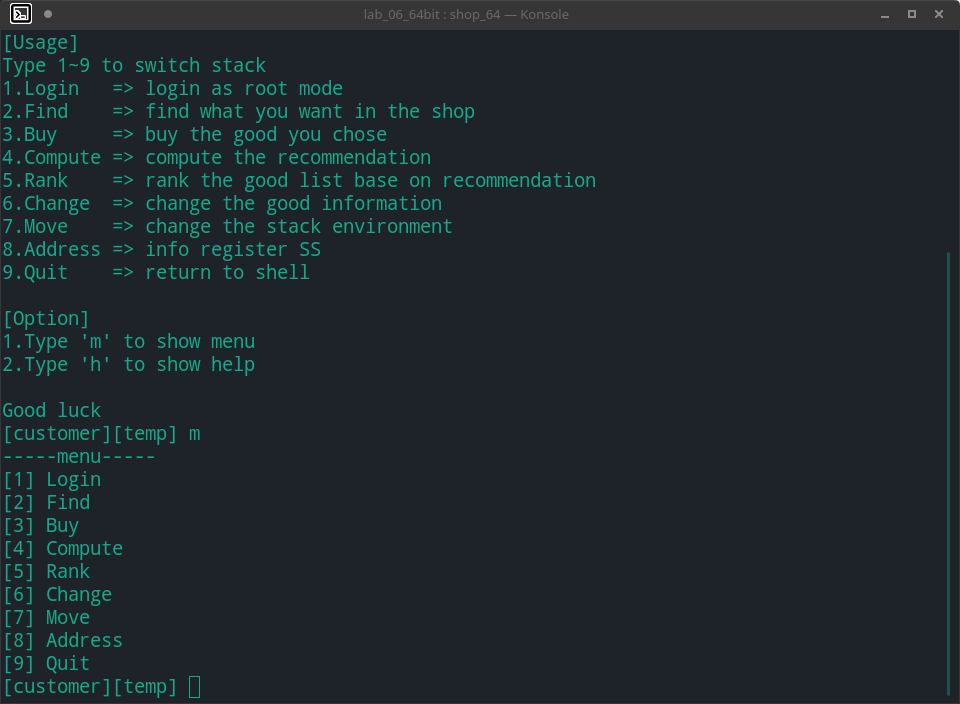 lab_06_64bit : shop_64 — Konsole
[Usage]
Type 1~9 to switch stack
1.Login   => login as root mode
2.Find    => find what you want in the shop
3.Buy     => buy the good you chose
4.Compute => compute the recommendation
5.Rank    => rank the good list base on recommendation
6.Change  => change the good information
7.Move    => change the stack environment
8.Address => info register SS
9.Quit    => return to shell

[Option]
1.Type 'm' to show menu
2.Type 'h' to show help

Good luck
[customer][temp] m
-----menu-----
[1] Login
[2] Find
[3] Buy
[4] Compute
[5] Rank
[6] Change
[7] Move
[8] Address
[9] Quit
[customer][temp]